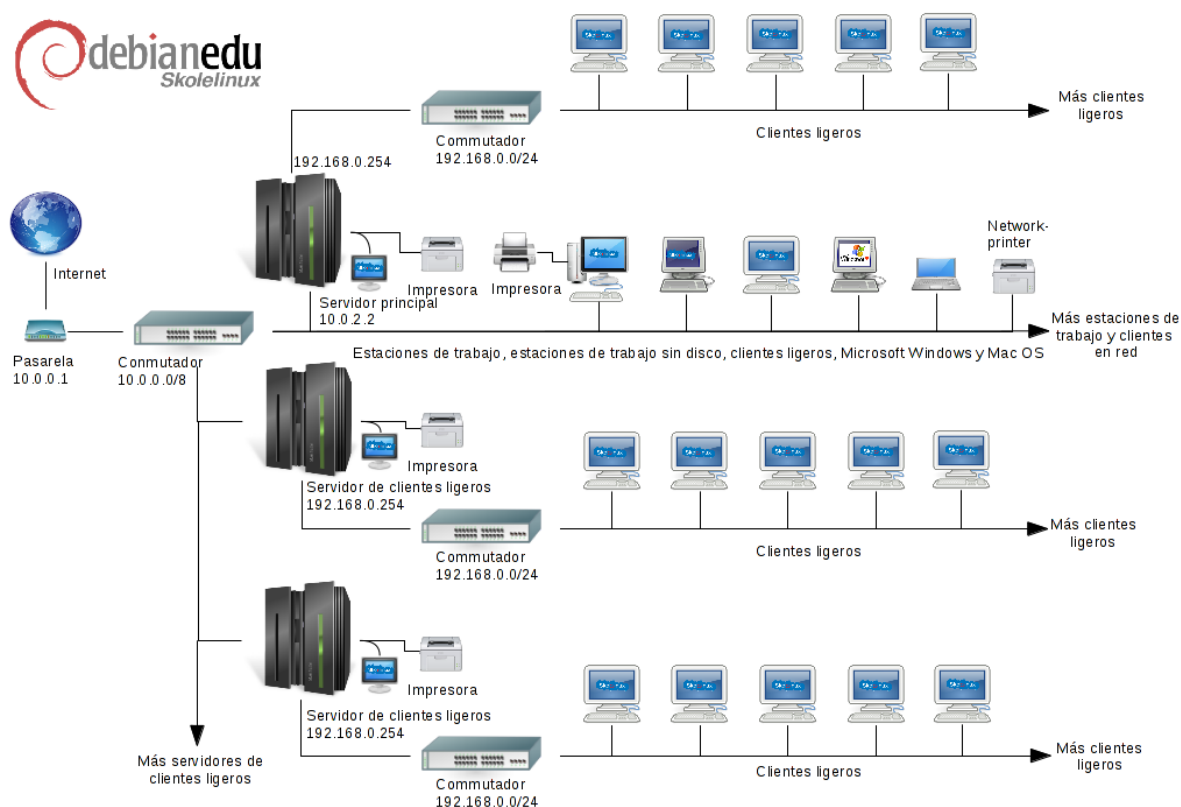 debianedu
Skolelinux
Más clientes
ligeros
Clientes ligeros
Commutador
192.168.0.0/24
192.168.0.254
Internet
Impresora
Impresora
Network-
printer
Servidor principal
10.0.2.2
Pasarela
10.0.0.1
Conmutador
10.0.0.0/8
Estaciones de trabajo, estaciones de trabajo sin disco, clientes ligeros, Microsoft Windows y Mac OS
Más estaciones de
trabajo y clientes
en red
Impresora
Servidor de clientes ligeros
192.168.0.254
Commutador
192.168.0.0/24
Clientes ligeros
Más clientes
ligeros
Impresora
Servidor de clientes ligeros
192.168.0.254
Commutador
192.168.0.0/24
Clientes ligeros
Más clientes
ligeros
Más servidores de
clientes ligeros